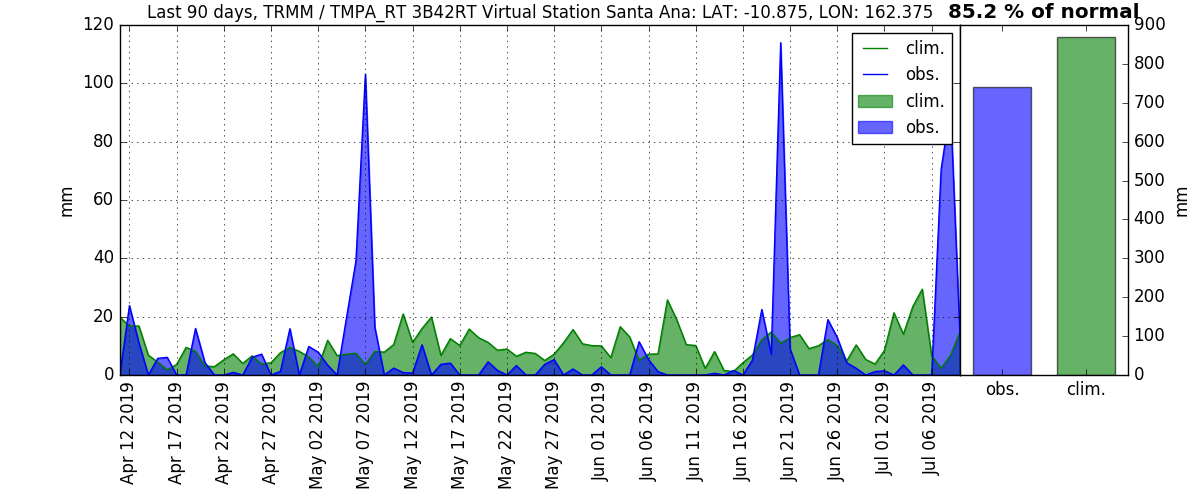 Last 90 days, TRMM / TMPA_RT 3B42RT Virtual Station Santa Ana: LAT: -10.875, LON: 162.375 85.2 % of normal
120
100
80
60
40
20
0
mm
clim.
obs.
clim.
obs.
900
800
700
600
500
400
300
200
100
0
mm
Apr 12 2019
Apr 17 2019
Apr 22 2019
Apr 27 2019
May 02 2019
May 07 2019
May 12 2019
May 17 2019
May 22 2019
May 27 2019
Jun 01 2019
Jun 06 2019
Jun 11 2019
Jun 16 2019
Jun 21 2019
Jun 26 2019
Jul 01 2019
Jul 06 2019
obs.
clim.